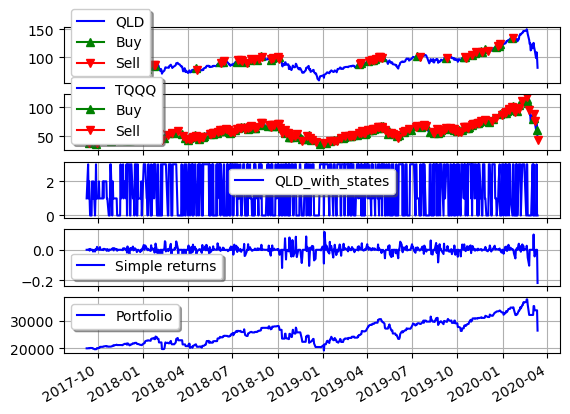 150
100
QLD
Buy
Sell
100
50
TQQQ
Buy
Sell
2
0
QLD_with_states
0.0
−0.2
Simple returns
30000
20000
Portfolio
2017-10 2018-01 2018-04 2018-07 2018-10 2019-01 2019-04 2019-07 2019-10 2020-01 2020-04